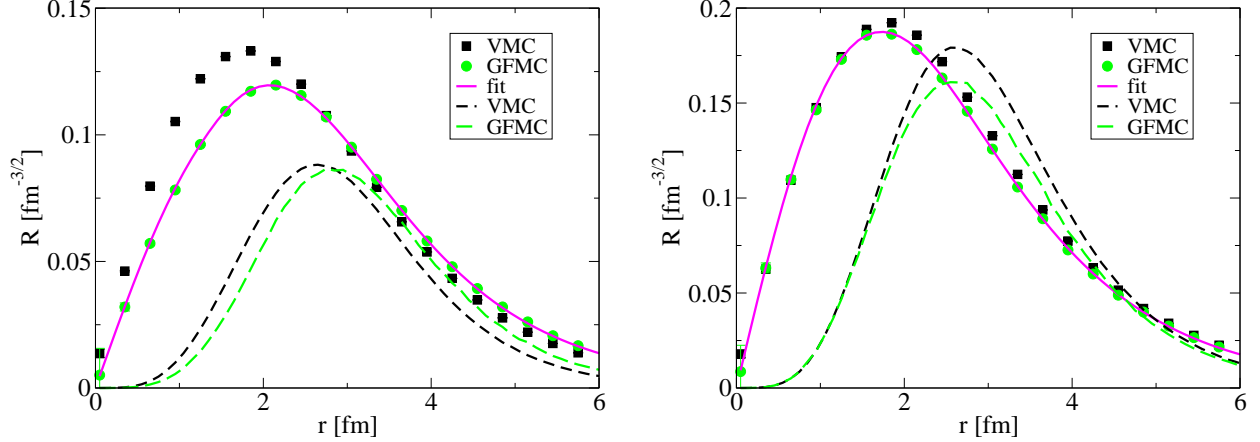 0.15
0.1
0.05
0
R [fm-3/2]
VMC
GFMC
fit
VMC
GFMC
0 2 4 6
r [fm]
0.2
0.15
0.1
0.05
0
R [fm-3/2]
VMC
GFMC
fit
VMC
GFMC
0 2 4 6
r [fm]